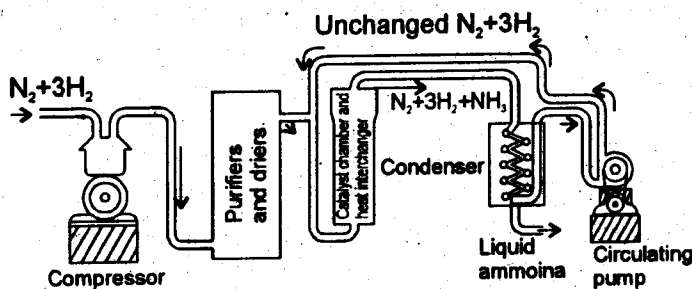 Unchanged N₂+3H₂
N₂+3H₂
N₂+3H₂+NH₃
Purifiers
and driers.
Catalyst chamber and
heat interchanger
Condenser
Compressor
Liquid
ammoina
Circulating
pump